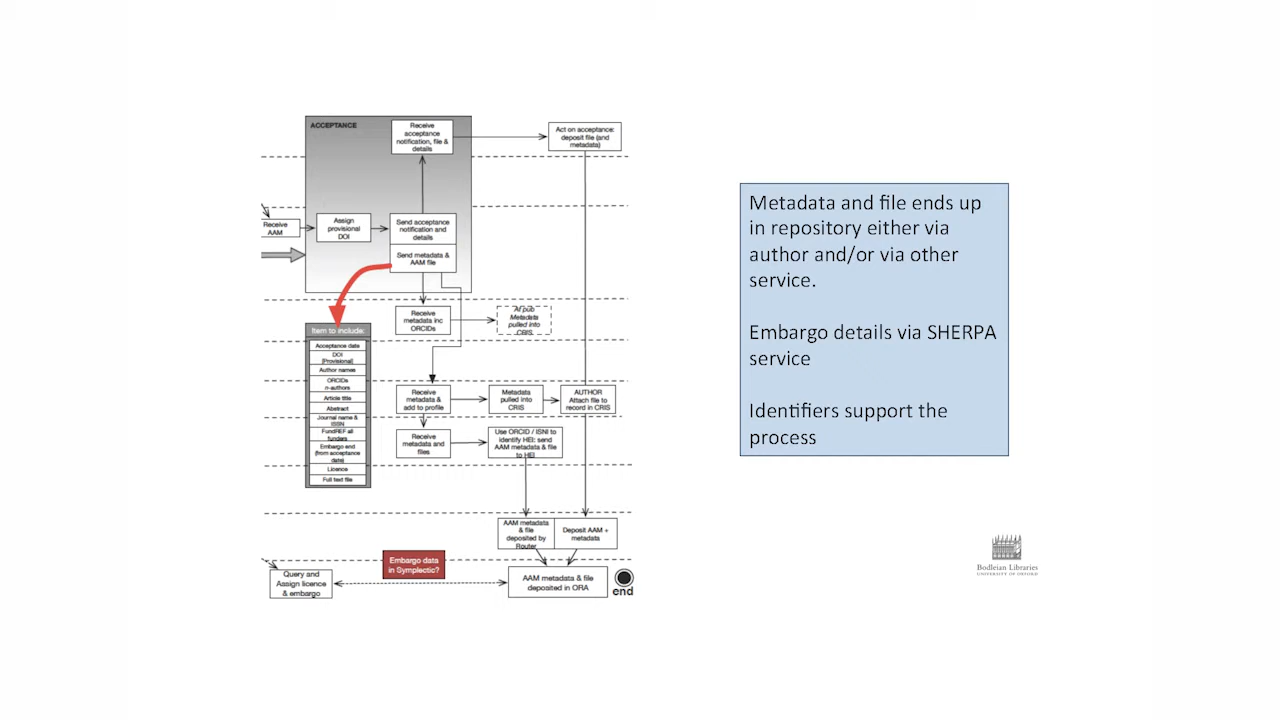 ACCEPTANCE
Receive
acceptance
notification, file &
details
Act on acceptance:
deposit file (and
metadata)
Receive
AAM
Assign
provisional
DOI
Send acceptance
notification and
details
Send metadata &
AAM file
Receive
metadata inc
ORCIDs
At pub
Metadata
pulled into
CRIS
Item to include:
Acceptance date
DOI
[Provisional]
Author names
ORCIDs
n-authors
Article title
Abstract
Journal name &
ISSN
FundREF all
funders
Embargo end
(from acceptance
date)
Licence
Full text file
Receive
metadata &
add to profile
Metadata
pulled into
CRIS
AUTHOR
Attach file to
record in CRIS
Receive
metadata and
files
Use ORCID / ISNI to
identify HEI: send
AAM metadata & file
to HEI
AAM metadata
& file
deposited by
Router
Deposit AAM +
metadata
Embargo data
in Symplectic?
Query and
Assign licence
& embargo
AAM metadata & file
deposited in ORA
end
Metadata and file ends up
in repository either via
author and/or via other
service.
Embargo details via SHERPA
service
Identifiers support the
process
Bodleian Libraries
UNIVERSITY OF OXFORD